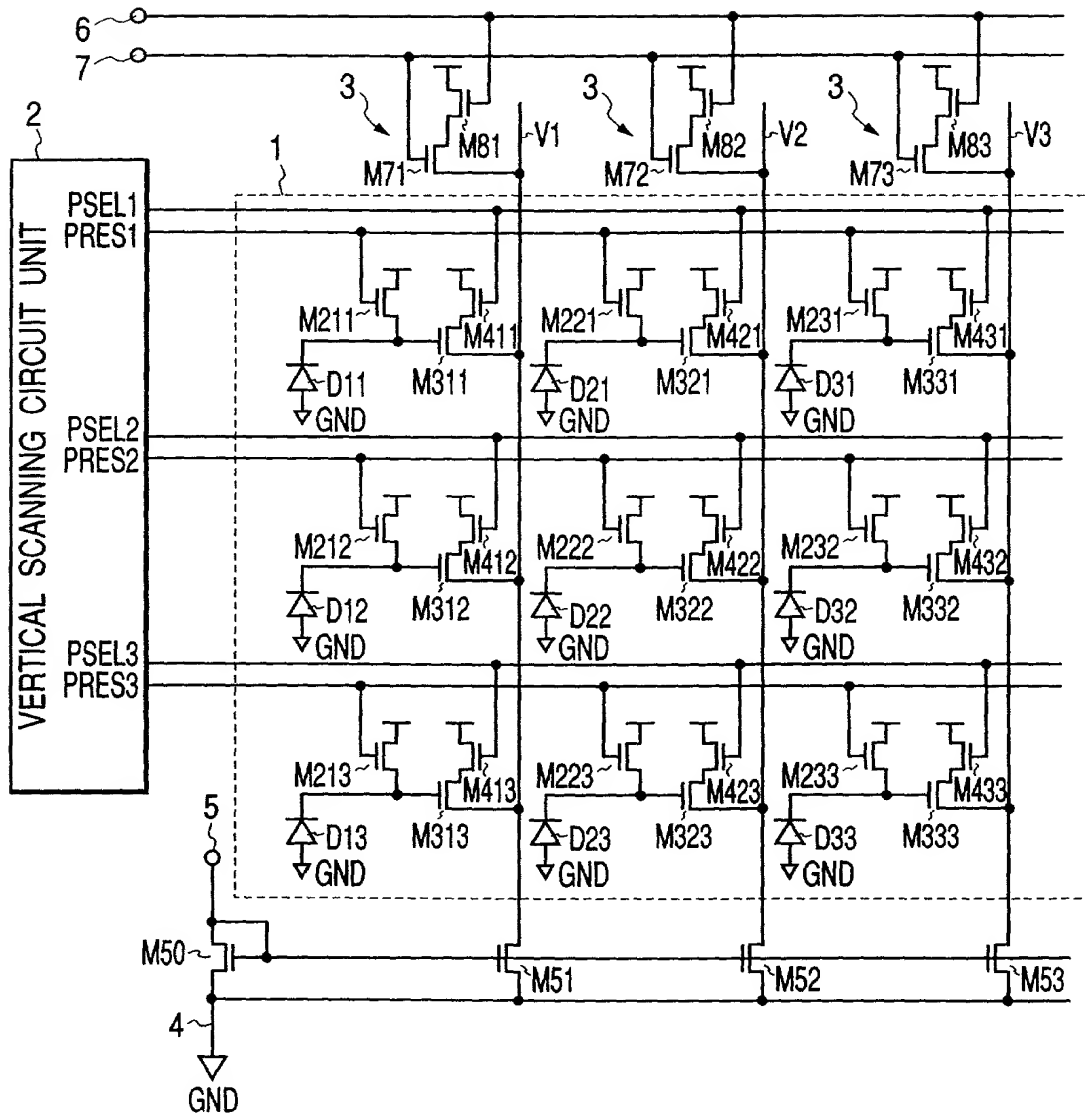 6
7
2
3
3
3
M81
V1
M82
V2
M83
V3
1
M71
M72
M73
VERTICAL SCANNING CIRCUIT UNIT
PSEL1
PRES1
M211
M411
M221
M421
M231
M431
M311
M321
M331
D11
D21
D31
GND
GND
GND
PSEL2
PRES2
M212
M412
M222
M422
M232
M432
M312
M322
M332
D12
D22
D32
GND
GND
GND
PSEL3
PRES3
M213
M413
M223
M423
M233
M433
M313
M323
M333
D13
D23
D33
GND
GND
GND
5
M50
M51
M52
M53
4
GND